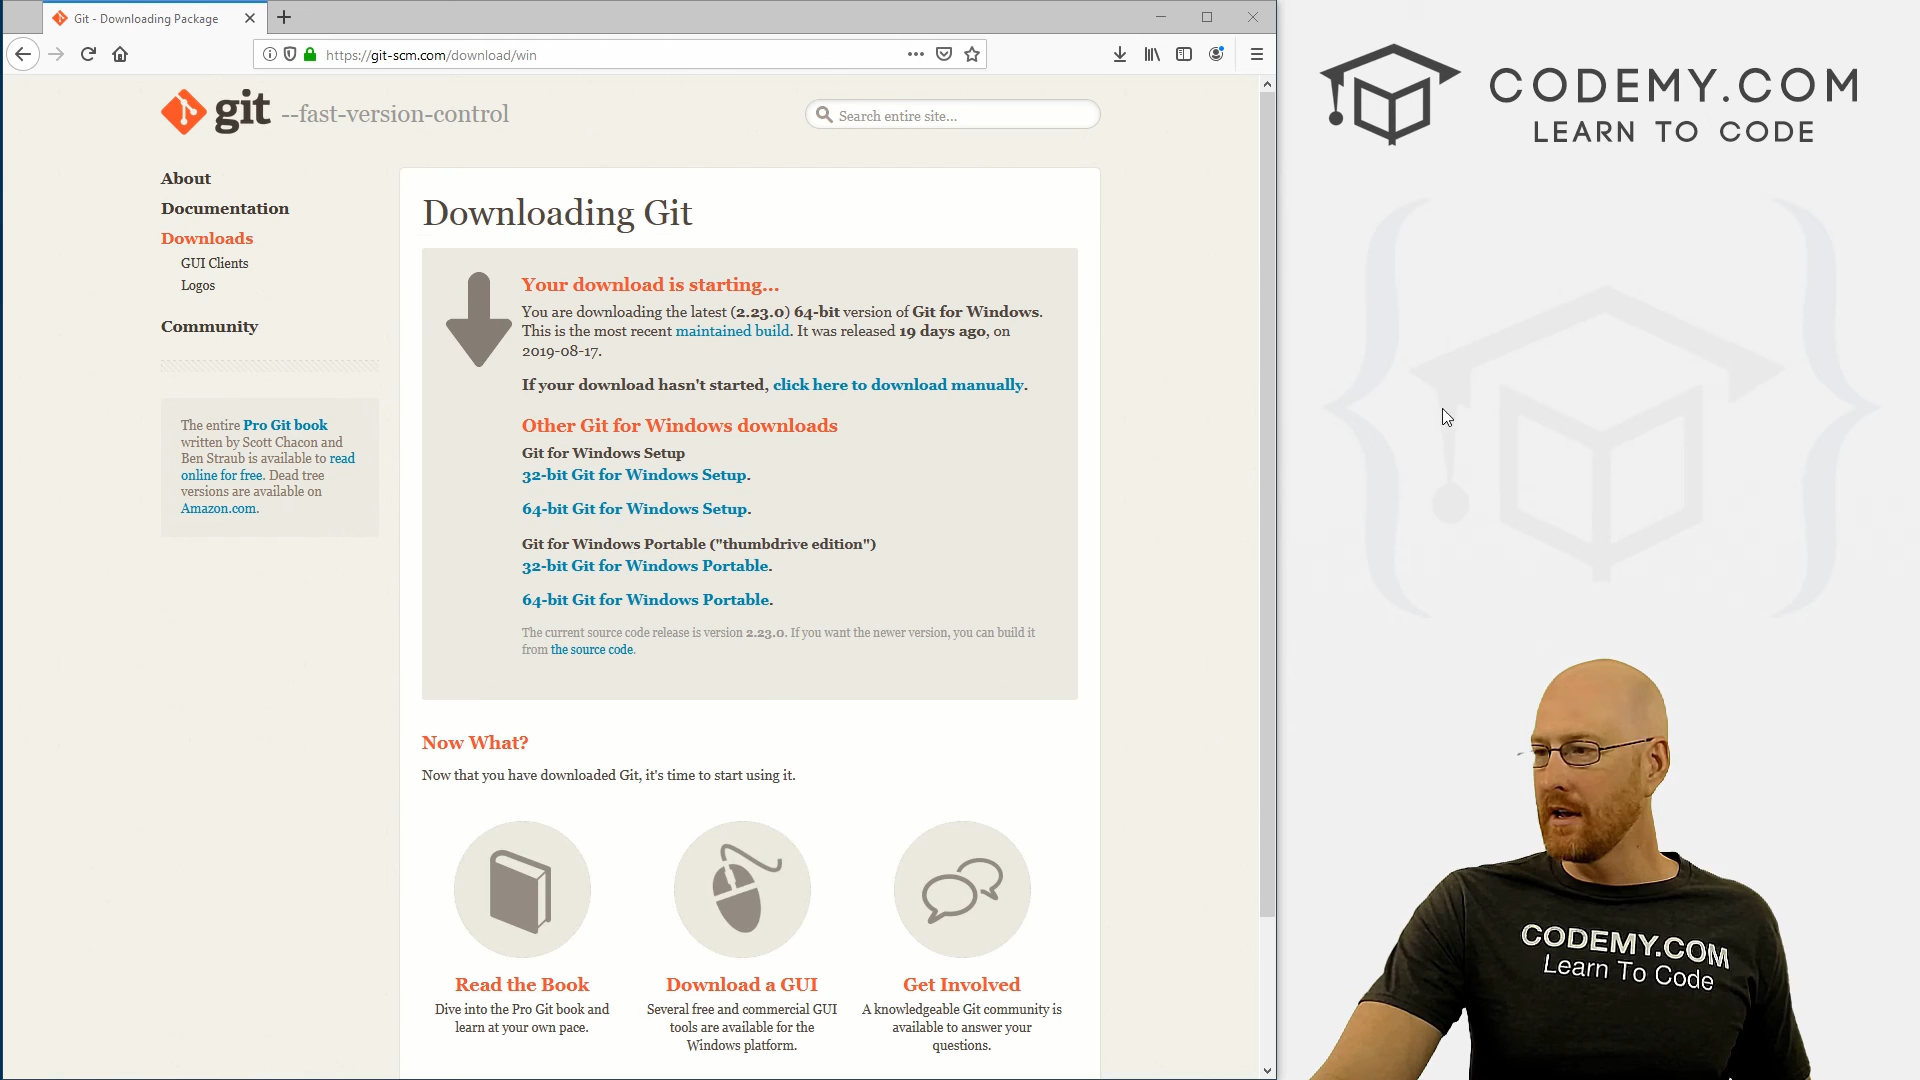 Git - Downloading Package
https://git-scm.com/download/win
git --fast-version-control
Search entire site...
About
Documentation
Downloads
GUI Clients
Logos
Community
The entire Pro Git book
written by Scott Chacon and
Ben Straub is available to read
online for free. Dead tree
versions are available on
Amazon.com.
Downloading Git
Your download is starting...
You are downloading the latest (2.23.0) 64-bit version of Git for Windows.
This is the most recent maintained build. It was released 19 days ago, on
2019-08-17.
If your download hasn't started, click here to download manually.
Other Git for Windows downloads
Git for Windows Setup
32-bit Git for Windows Setup.
64-bit Git for Windows Setup.
Git for Windows Portable ("thumbdrive edition")
32-bit Git for Windows Portable.
64-bit Git for Windows Portable.
The current source code release is version 2.23.0. If you want the newer version, you can build it
from the source code.
Now What?
Now that you have downloaded Git, it's time to start using it.
Read the Book
Dive into the Pro Git book and
learn at your own pace.
Download a GUI
Several free and commercial GUI
tools are available for the
Windows platform.
Get Involved
A knowledgeable Git community is
available to answer your
questions.
CODEMY.COM
LEARN TO CODE
CODEMY.COM
Learn To Code